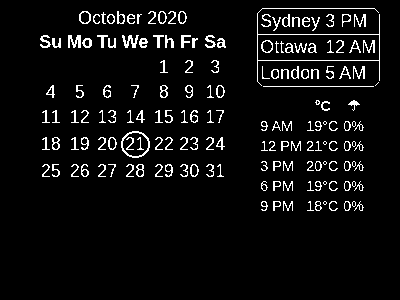 October 2020
Su Mo Tu We Th Fr Sa
1 2 3
4 5 6 7 8 9 10
11 12 13 14 15 16 17
18 19 20 21 22 23 24
25 26 27 28 29 30 31
Sydney 3 PM
Ottawa 12 AM
London 5 AM
°C ☂
9 AM 19°C 0%
12 PM 21°C 0%
3 PM 20°C 0%
6 PM 19°C 0%
9 PM 18°C 0%